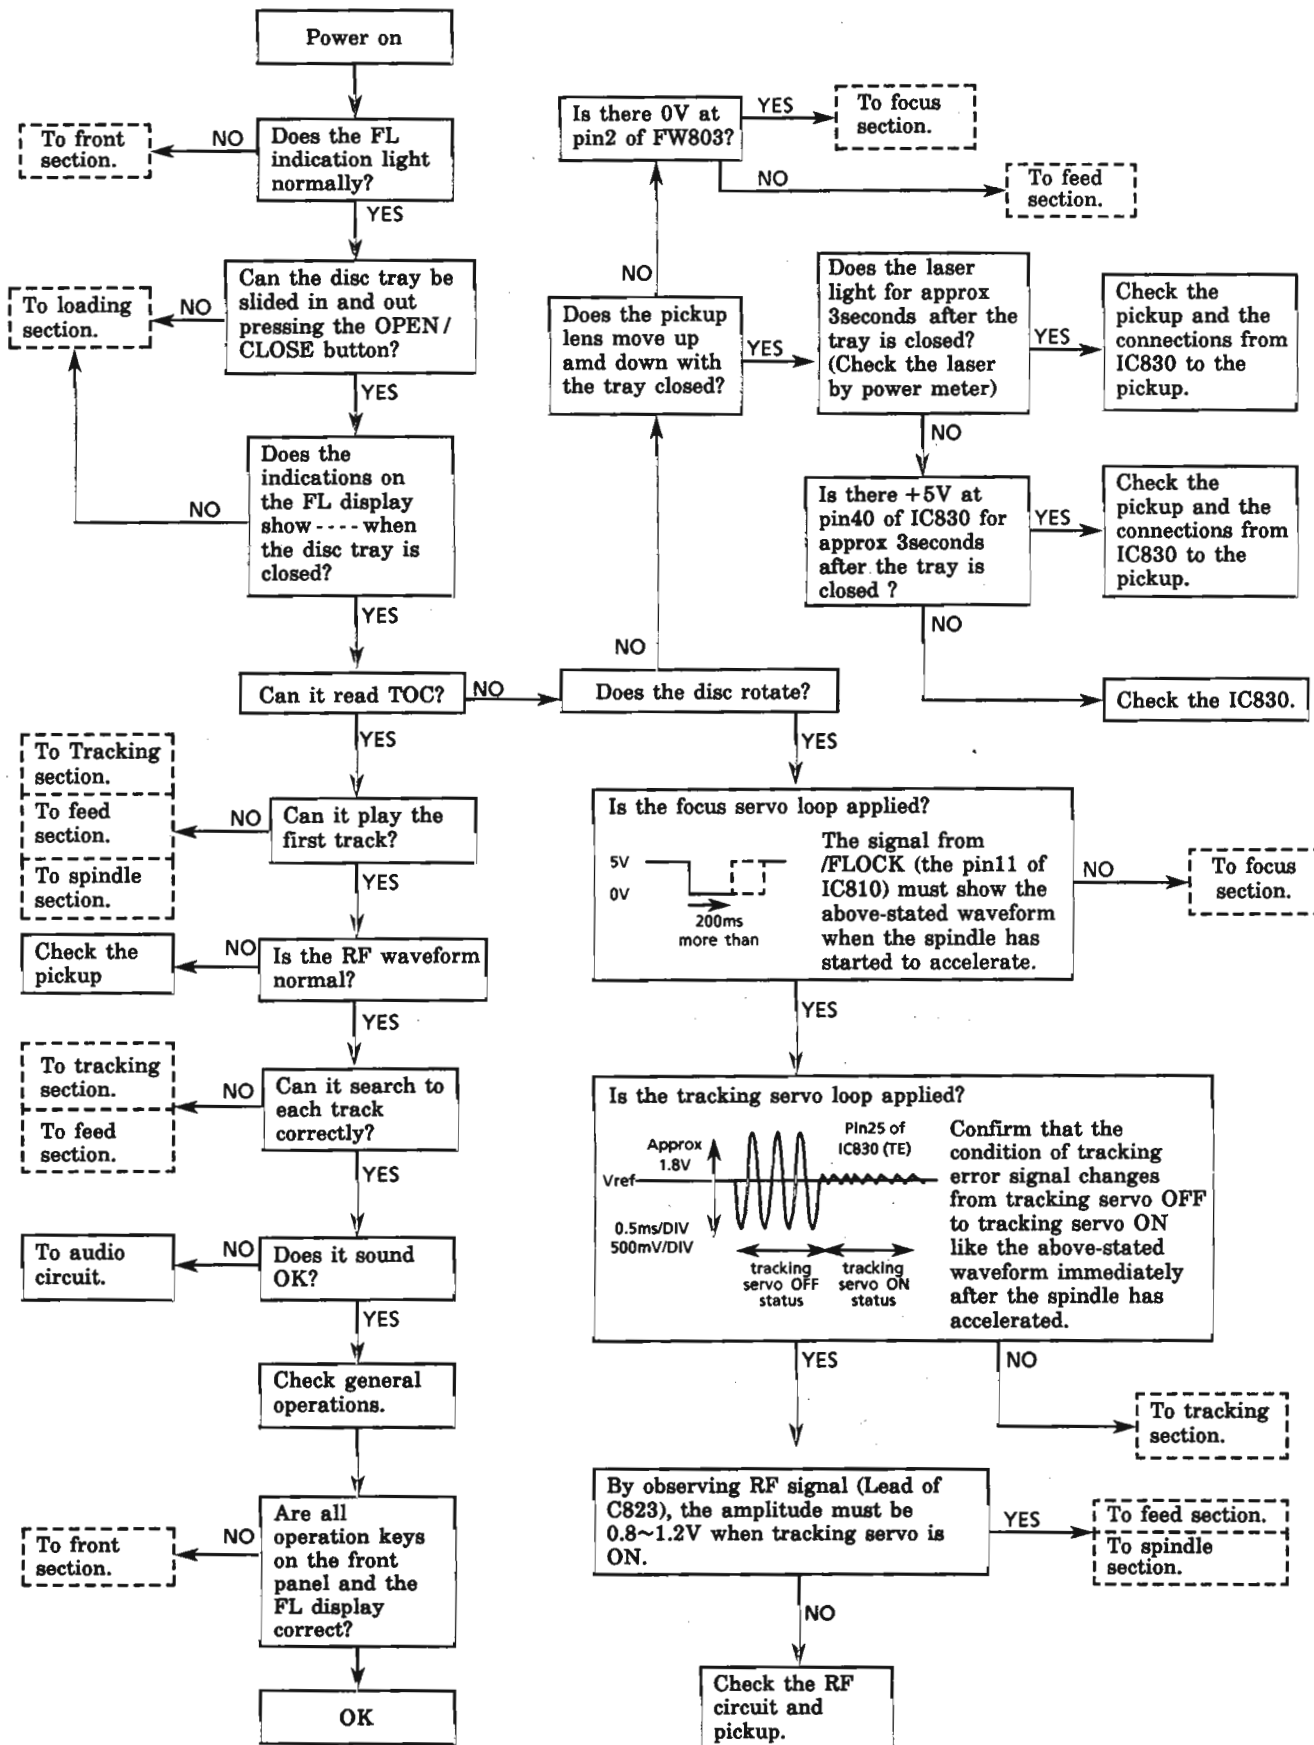 Power on
To front
section.
NO
Does the FL
indication light
normally?
YES
To loading
section.
NO
Can the disc tray be
slided in and out
pressing the OPEN /
CLOSE button?
YES
NO
Does the
indications on
the FL display
show ---- when
the disc tray is
closed?
YES
Can it read TOC?
NO
YES
To Tracking
section.
To feed
section.
To spindle
section.
NO
Can it play the
first track?
YES
Check the
pickup
NO
Is the RF waveform
normal?
YES
To tracking
section.
To feed
section.
NO
Can it search to
each track
correctly?
YES
To audio
circuit.
NO
Does it sound
OK?
YES
Check general
operations.
To front
section.
NO
Are all
operation keys
on the front
panel and the
FL display
correct?
OK
Is there 0V at
pin2 of FW803?
YES
To focus
section.
NO
To feed
section.
NO
Does the pickup
lens move up
amd down with
the tray closed?
YES
Does the laser
light for approx
3seconds after the
tray is closed?
(Check the laser
by power meter)
YES
Check the
pickup and the
connections from
IC830 to the
pickup.
NO
Is there +5V at
pin40 of IC830 for
approx 3seconds
after the tray is
closed ?
YES
Check the
pickup and the
connections from
IC830 to the
pickup.
NO
Check the IC830.
NO
Does the disc rotate?
YES
Is the focus servo loop applied?
5V
0V
200ms
more than
The signal from
/FLOCK (the pin11 of
IC810) must show the
above-stated waveform
when the spindle has
started to accelerate.
NO
To focus
section.
YES
Is the tracking servo loop applied?
Approx
1.8V
Vref
0.5ms/DIV
500mV/DIV
Pin25 of
IC830 (TE)
tracking
servo OFF
status
tracking
servo ON
status
Confirm that the
condition of tracking
error signal changes
from tracking servo OFF
to tracking servo ON
like the above-stated
waveform immediately
after the spindle has
accelerated.
YES
NO
To tracking
section.
By observing RF signal (Lead of
C823), the amplitude must be
0.8~1.2V when tracking servo is
ON.
YES
To feed section.
To spindle
section.
NO
Check the RF
circuit and
pickup.